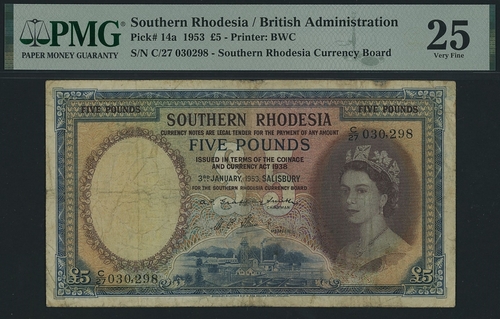 PMG
PAPER MONEY GUARANTY
Southern Rhodesia / British Administration
Pick# 14a 1953 £5 - Printer: BWC
S/N C/27 030298 - Southern Rhodesia Currency Board
25
Very Fine
FIVE POUNDS
FIVE POUNDS
SOUTHERN RHODESIA
CURRENCY NOTES ARE LEGAL TENDER FOR THE PAYMENT OF ANY AMOUNT
C/27 030,298
FIVE POUNDS
ISSUED IN TERMS OF THE COINAGE
AND CURRENCY ACT 1938
3RD JANUARY, 1953, SALISBURY
FOR THE SOUTHERN RHODESIA CURRENCY BOARD
CHAIRMAN
MEMBER
C/27 030,298
£5
£5